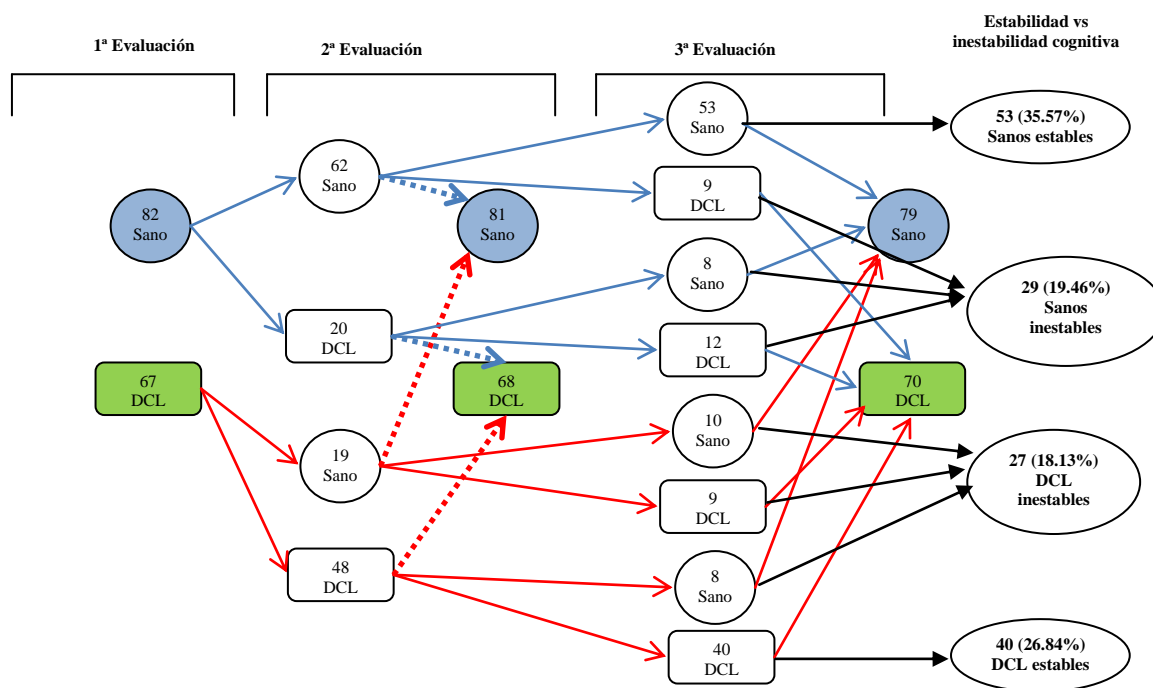 1ª Evaluación
2ª Evaluación
3ª Evaluación
Estabilidad vs
inestabilidad cognitiva
82
Sano
67
DCL
62
Sano
20
DCL
19
Sano
48
DCL
81
Sano
68
DCL
53
Sano
9
DCL
8
Sano
12
DCL
10
Sano
9
DCL
8
Sano
40
DCL
79
Sano
70
DCL
53 (35.57%)
Sanos estables
29 (19.46%)
Sanos
inestables
27 (18.13%)
DCL
inestables
40 (26.84%)
DCL estables